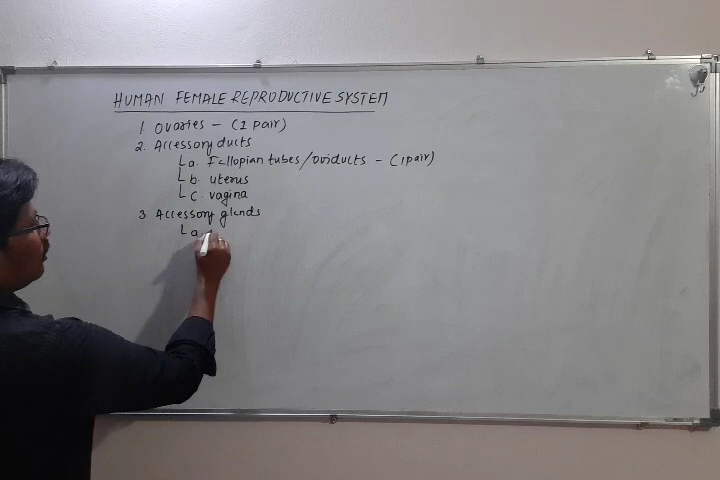 HUMAN FEMALE REPRODUCTIVE SYSTEM
1 Ovaries - (1 pair)
2. Accessory ducts
a. Fallopian tubes/oviducts - (1pair)
b. uterus
c. vagina
3 Accessory glands
a.